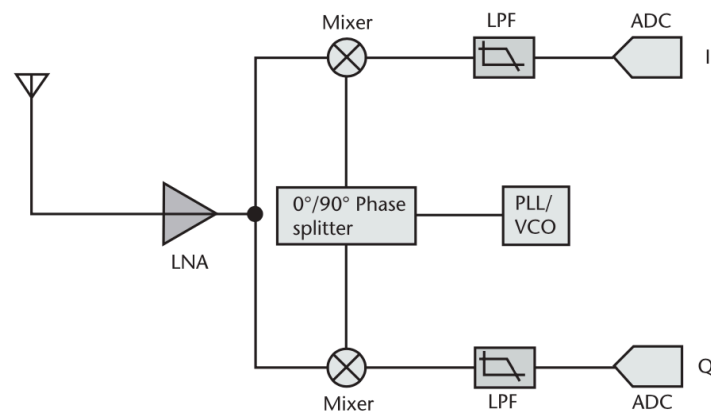 Mixer
LPF
ADC
I
0°/90° Phase
splitter
PLL/
VCO
LNA
Q
Mixer
LPF
ADC